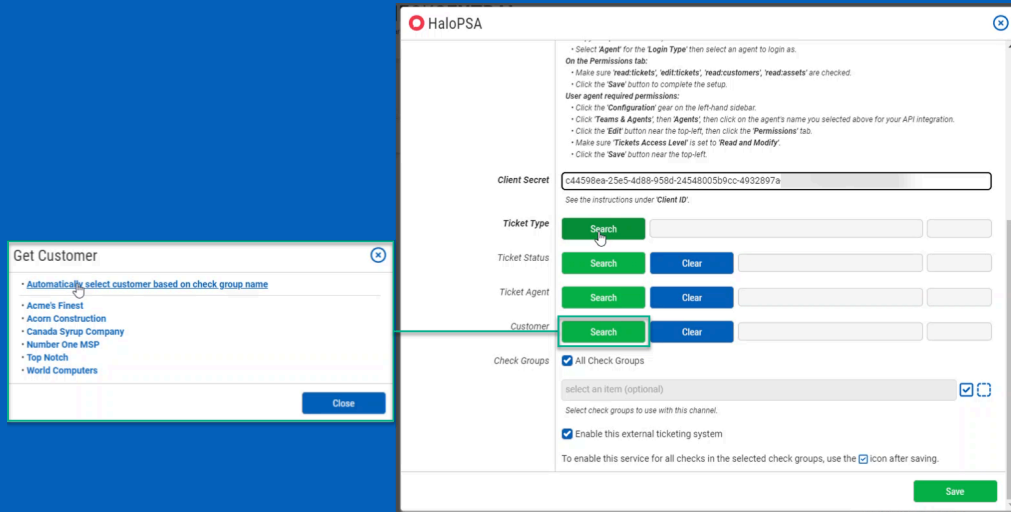 HaloPSA
• Select 'Agent' for the 'Login Type' then select an agent to login as.
On the Permissions tab:
• Make sure 'read:tickets', 'edit:tickets', 'read:customers', 'read:assets' are checked.
• Click the 'Save' button to complete the setup.
User agent required permissions:
• Click the 'Configuration' gear on the left-hand sidebar.
• Click 'Teams & Agents', then 'Agents', then click on the agent's name you selected above for your API integration.
• Click the 'Edit' button near the top-left, then click the 'Permissions' tab.
• Make sure 'Tickets Access Level' is set to 'Read and Modify'.
• Click the 'Save' button near the top-left.
Client Secret c44598ea-25e5-4d88-958d-24548005b9cc-4932897a
See the instructions under 'Client ID'.
Ticket Type Search
Ticket Status Search Clear
Ticket Agent Search Clear
Customer Search Clear
Check Groups All Check Groups
select an item (optional)
Select check groups to use with this channel.
Enable this external ticketing system
To enable this service for all checks in the selected check groups, use the icon after saving.
Save
Get Customer
• Automatically select customer based on check group name
• Acme's Finest
• Acorn Construction
• Canada Syrup Company
• Number One MSP
• Top Notch
• World Computers
Close